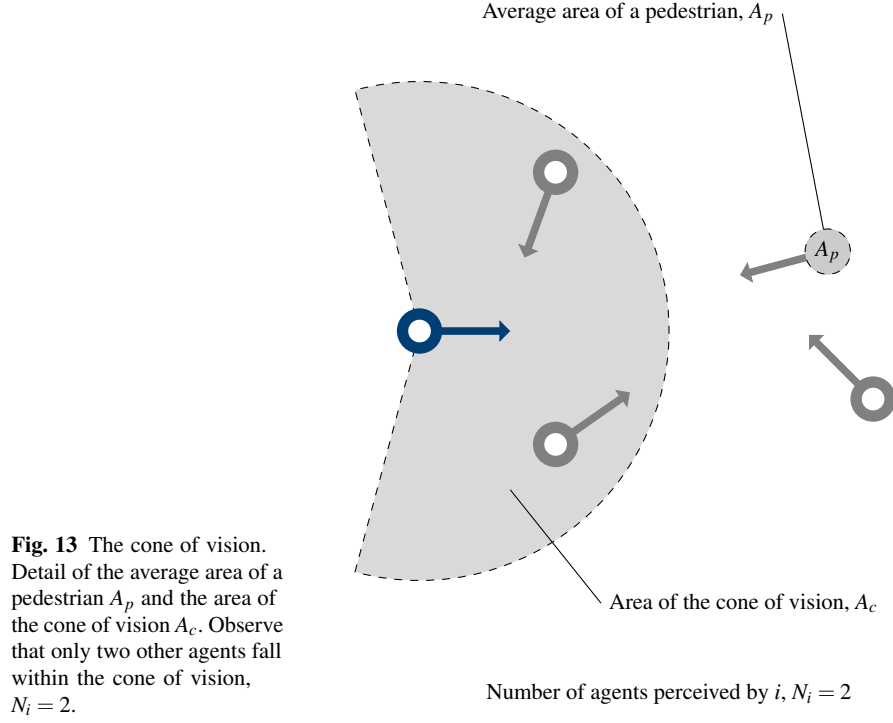 Average area of a pedestrian, A_p
A_p
Fig. 13 The cone of vision.
Detail of the average area of a
pedestrian A_p and the area of
the cone of vision A_c. Observe
that only two other agents fall
within the cone of vision,
N_i = 2.
Area of the cone of vision, A_c
Number of agents perceived by i, N_i = 2